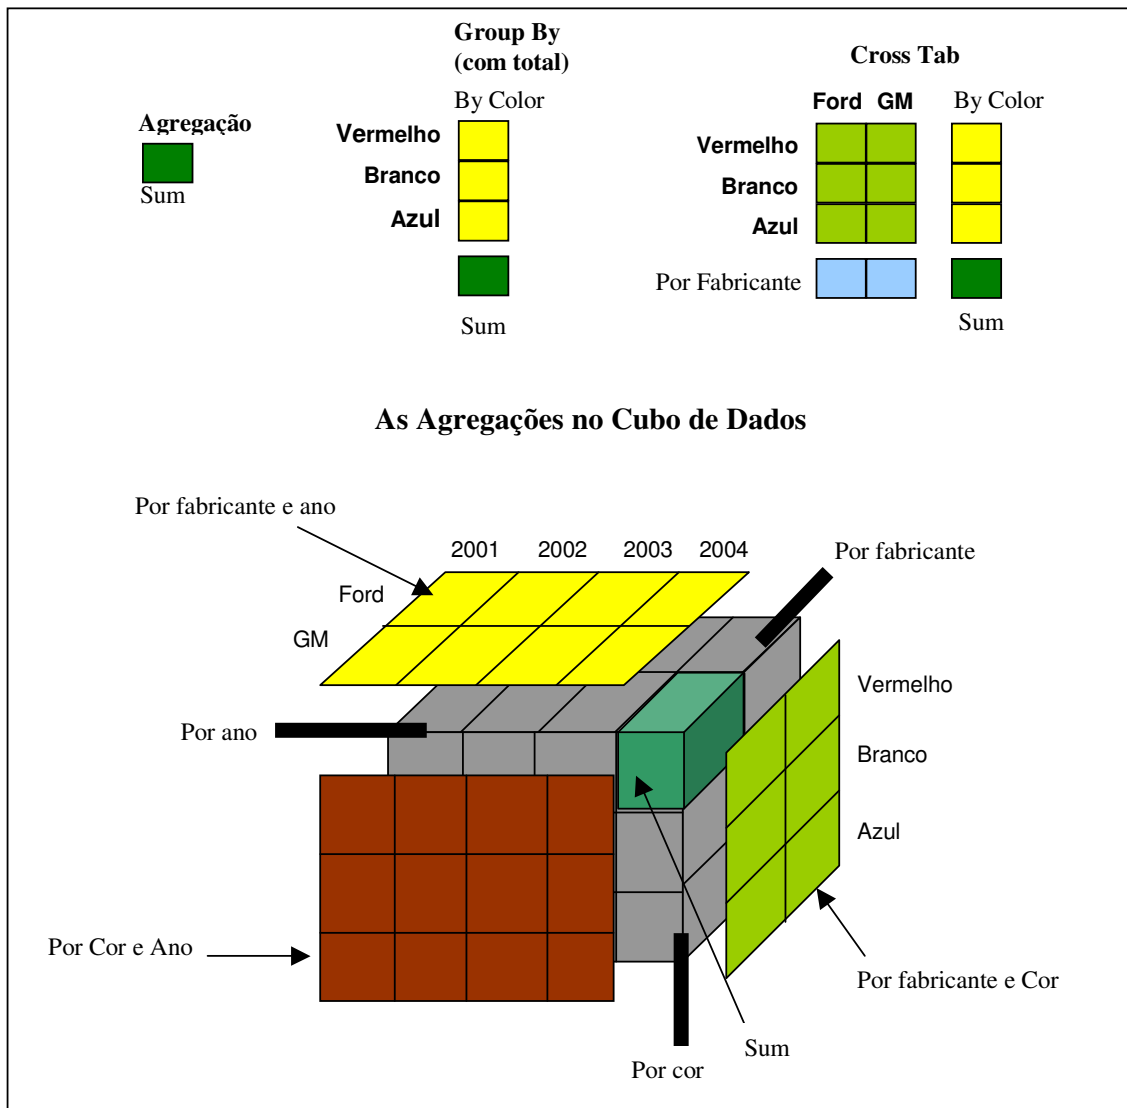 Group By
(com total)
By Color
Agregação
Sum
Vermelho
Branco
Azul
Sum
Cross Tab
Ford GM By Color
Vermelho
Branco
Azul
Por Fabricante
Sum
As Agregações no Cubo de Dados
Por fabricante e ano
2001 2002 2003 2004
Por fabricante
Ford
GM
Vermelho
Por ano
Branco
Azul
Por Cor e Ano
Por fabricante e Cor
Sum
Por cor